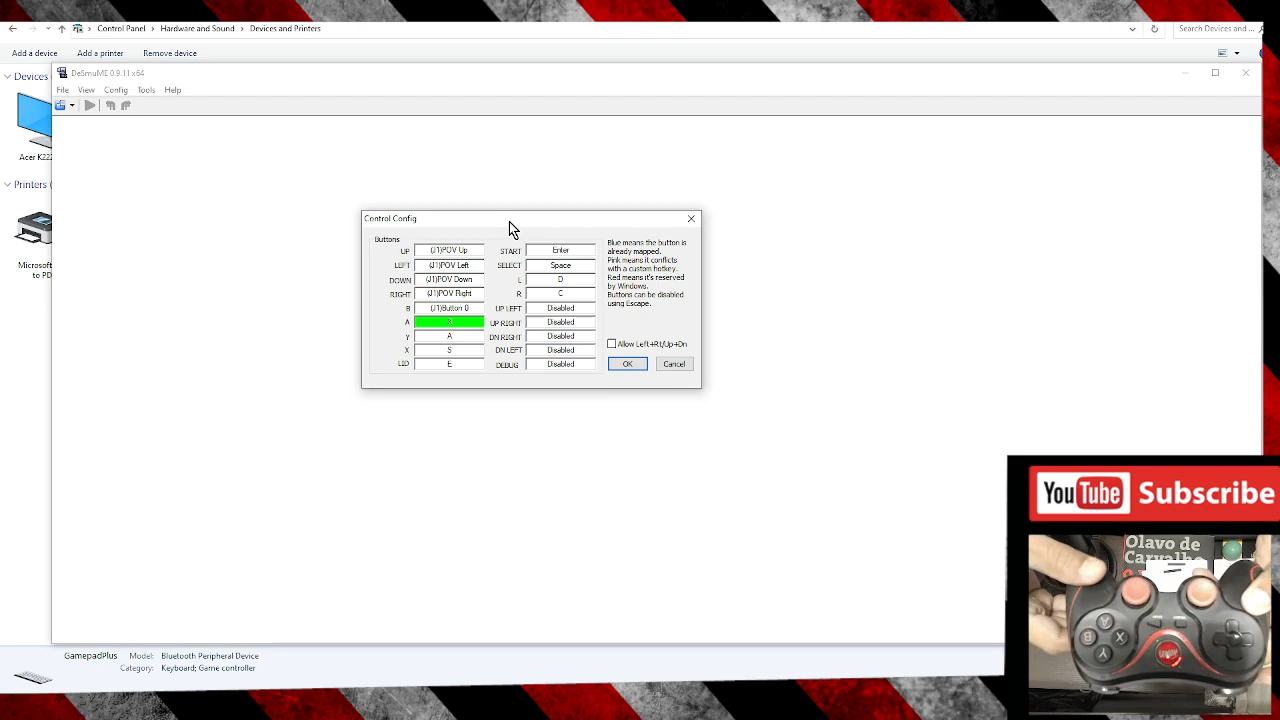 Control Panel > Hardware and Sound > Devices and Printers
Search Devices and ...
Add a device Add a printer Remove device
Devices
DeSmuME 0.9.11 x64
File View Config Tools Help
Acer K222
Printers (
Microsof
to PD
Control Config
Buttons
UP (J1)POV Up
LEFT (J1)POV Left
DOWN (J1)POV Down
RIGHT (J1)POV Right
B (J1)Button 0
A
Y A
X S
LID E
START Enter
SELECT Space
L D
R C
UP LEFT Disabled
UP RIGHT Disabled
DN RIGHT Disabled
DN LEFT Disabled
DEBUG Disabled
Blue means the button is
already mapped.
Pink means it conflicts
with a custom hotkey.
Red means it's reserved
by Windows.
Buttons can be disabled
using Escape.
Allow Left+Rt/Up+Dn
OK Cancel
GamepadPlus Model: Bluetooth Peripheral Device
Category: Keyboard; Game controller
YouTube Subscribe
Olavo de
Carvalho
A
B X
Y